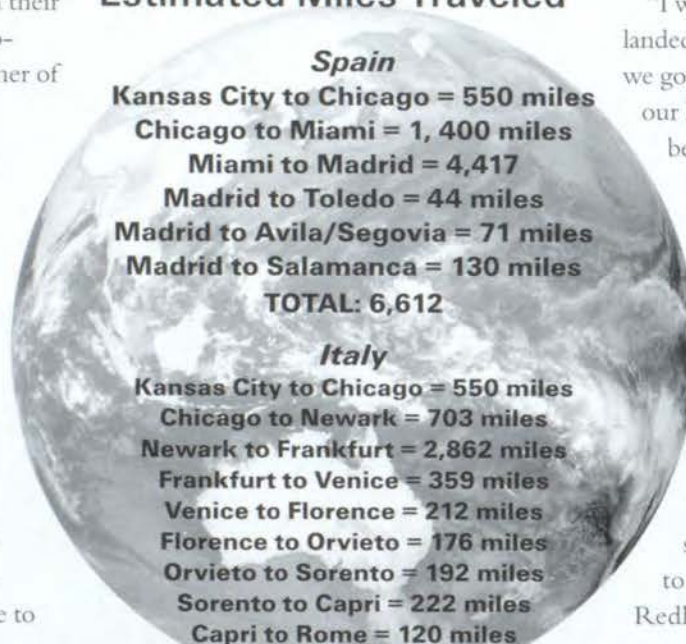 their
Estimated Miles Traveled
landed
of
we go
our
Spain
Kansas City to Chicago = 550 miles
Chicago to Miami = 1, 400 miles
Miami to Madrid = 4,417
Madrid to Toledo = 44 miles
Madrid to Avila/Segovia = 71 miles
Madrid to Salamanca = 130 miles
TOTAL: 6,612
Italy
Kansas City to Chicago = 550 miles
Chicago to Newark = 703 miles
Newark to Frankfurt = 2,862 miles
Frankfurt to Venice = 359 miles
Venice to Florence = 212 miles
Florence to Orvieto = 176 miles
Orvieto to Sorento = 192 miles
Sorento to Capri = 222 miles
Capri to Rome = 120 miles
to
to